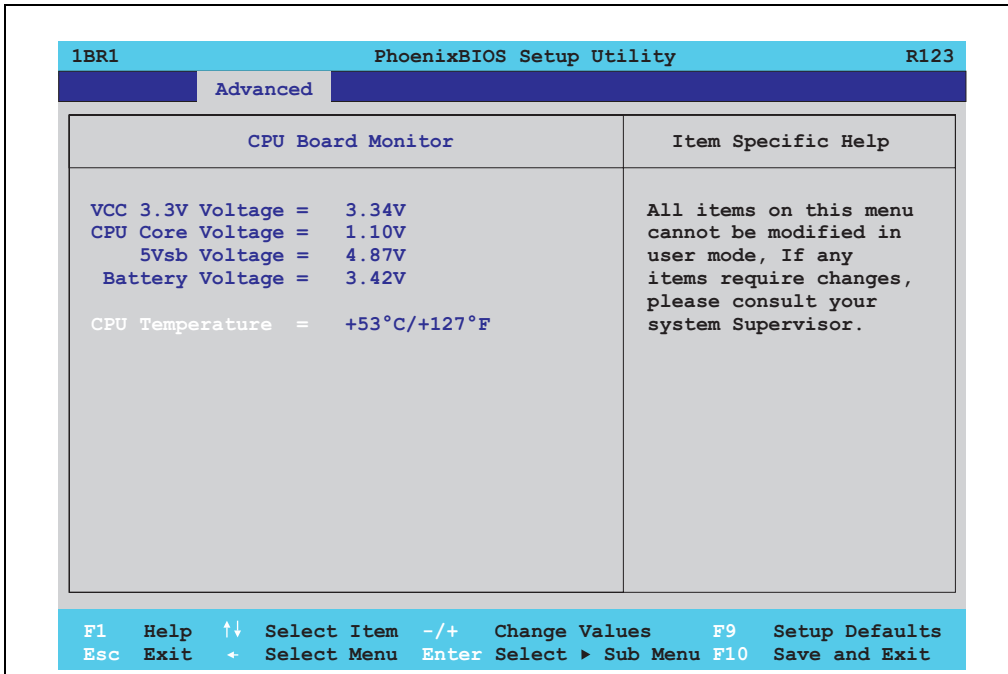 1BR1 PhoenixBIOS Setup Utility R123
Advanced
CPU Board Monitor
Item Specific Help
VCC 3.3V Voltage = 3.34V
CPU Core Voltage = 1.10V
5Vsb Voltage = 4.87V
Battery Voltage = 3.42V
CPU Temperature = +53°C/+127°F
All items on this menu
cannot be modified in
user mode, If any
items require changes,
please consult your
system Supervisor.
F1 Help ↑↓ Select Item -/+ Change Values F9 Setup Defaults
Esc Exit ← Select Menu Enter Select ▶ Sub Menu F10 Save and Exit